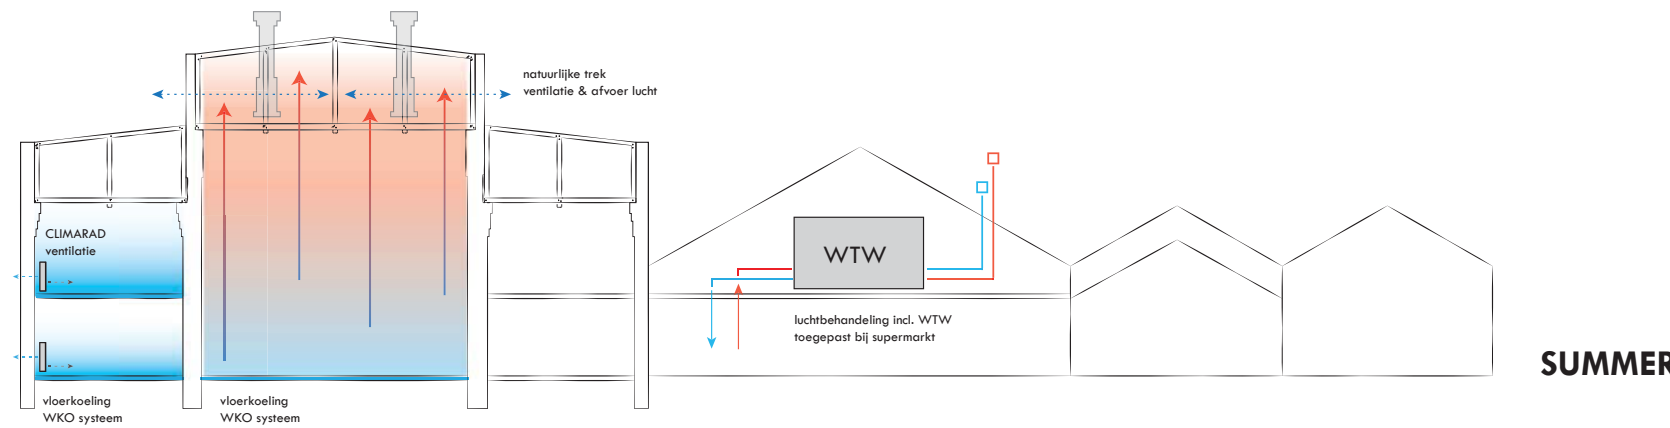 natuurlijke trek
ventilatie & afvoer lucht
CLIMARAD
ventilatie
WTW
luchtbehandeling incl. WTW
toegepast bij supermarkt
SUMMER
vloerkoeling
WKO systeem
vloerkoeling
WKO systeem